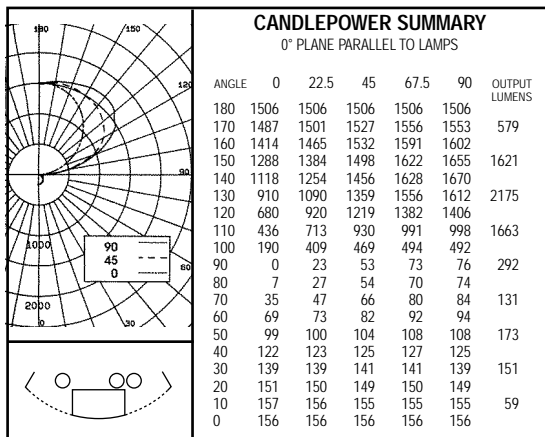 180
150
120
90
60
1000
90
45
0
2000
0
30
CANDLEPOWER SUMMARY
0° PLANE PARALLEL TO LAMPS
ANGLE 0 22.5 45 67.5 90 OUTPUT LUMENS
180 1506 1506 1506 1506 1506
170 1487 1501 1527 1556 1553 579
160 1414 1465 1532 1591 1602
150 1288 1384 1498 1622 1655 1621
140 1118 1254 1456 1628 1670
130 910 1090 1359 1556 1612 2175
120 680 920 1219 1382 1406
110 436 713 930 991 998 1663
100 190 409 469 494 492
90 0 23 53 73 76 292
80 7 27 54 70 74
70 35 47 66 80 84 131
60 69 73 82 92 94
50 99 100 104 108 108 173
40 122 123 125 127 125
30 139 139 141 141 139 151
20 151 150 149 150 149
10 157 156 155 155 155 59
0 156 156 156 156 156